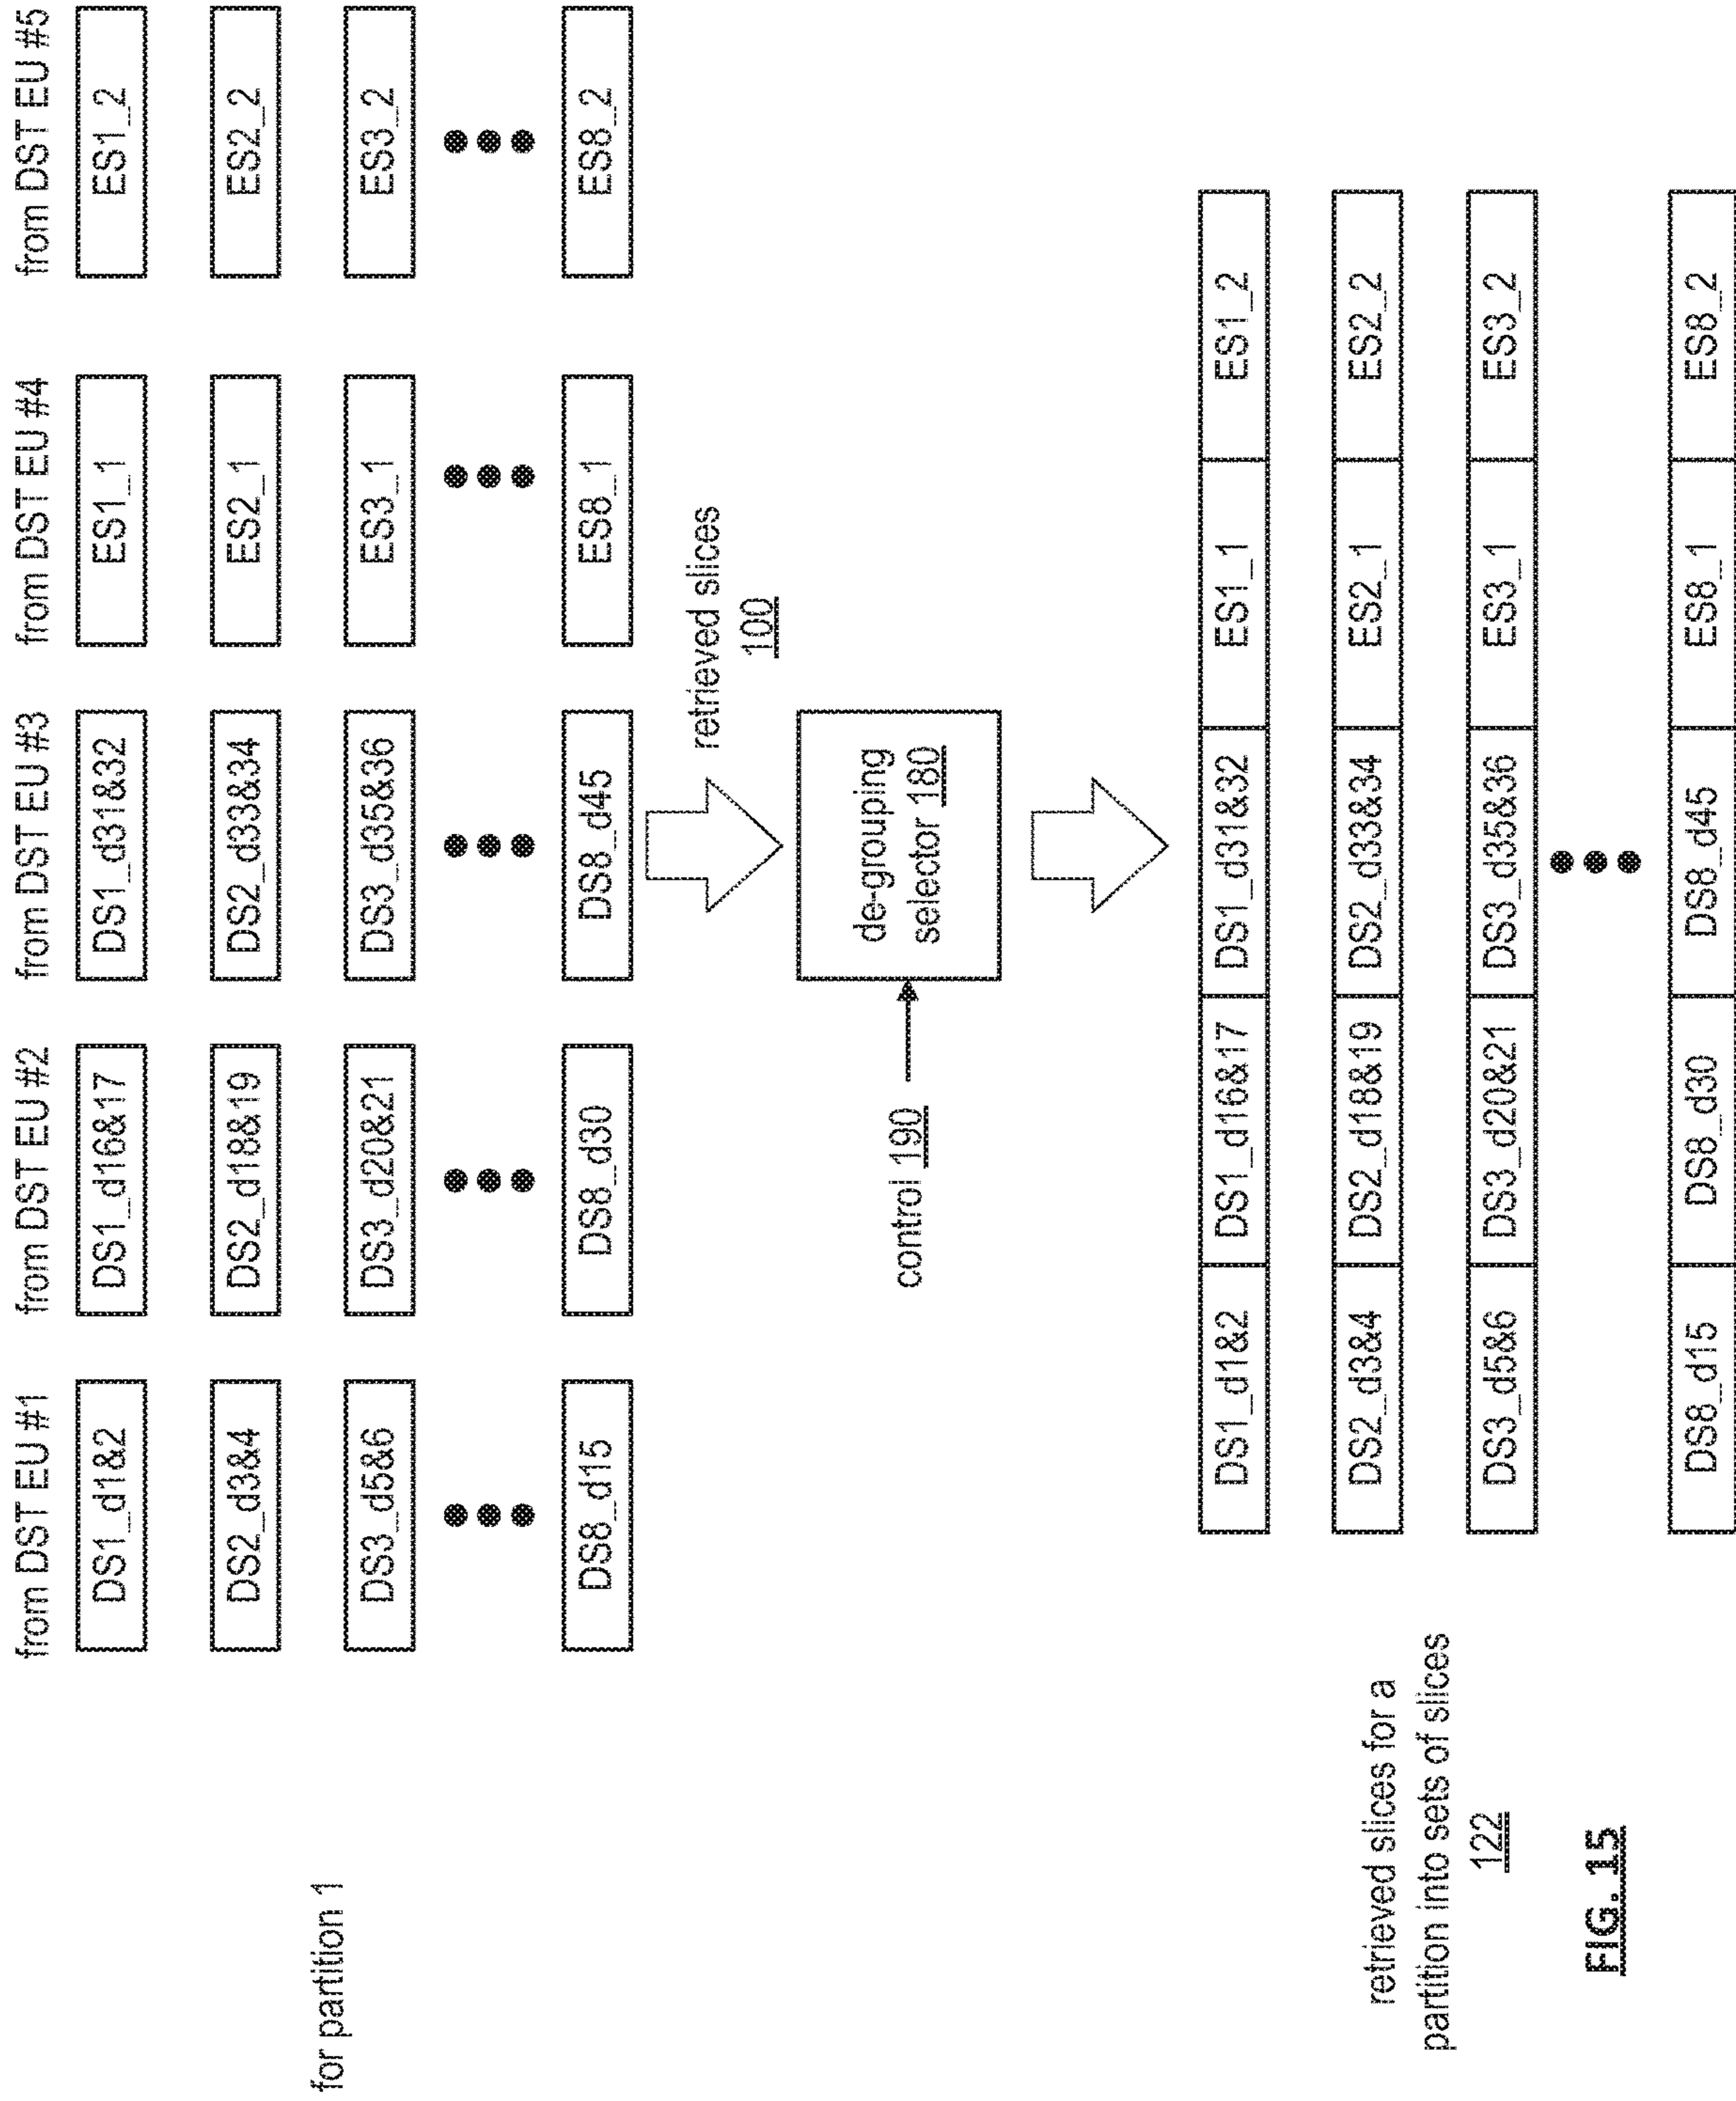 from DST EU #1
from DST EU #2
from DST EU #3
from DST EU #4
from DST EU #5
DS1_d1&2
DS1_d16&17
DS1_d31&32
ES1_1
ES1_2
DS2_d3&4
DS2_d18&19
DS2_d33&34
ES2_1
ES2_2
for partition 1
DS3_d5&6
DS3_d20&21
DS3_d35&36
ES3_1
ES3_2
DS8_d15
DS8_d30
DS8_d45
ES8_1
ES8_2
retrieved slices
100
control 190
de-grouping
selector 180
DS1_d1&2
DS1_d16&17
DS1_d31&32
ES1_1
ES1_2
retrieved slices for a
partition into sets of slices
122
DS2_d3&4
DS2_d18&19
DS2_d33&34
ES2_1
ES2_2
DS3_d5&6
DS3_d20&21
DS3_d35&36
ES3_1
ES3_2
DS8_d15
DS8_d30
DS8_d45
ES8_1
ES8_2
FIG. 15